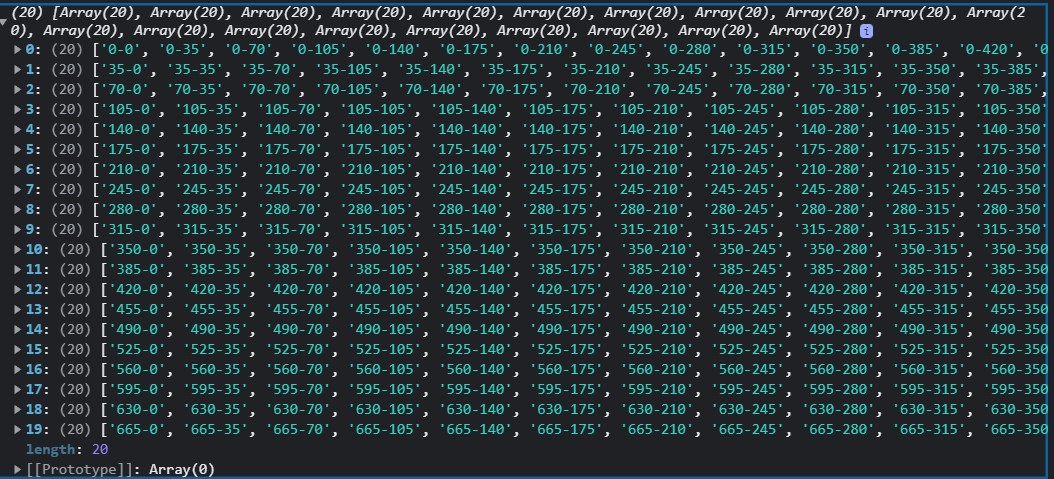 (20) [Array(20), Array(20), Array(20), Array(20), Array(20), Array(20), Array(20), Array(20), Array(20), Array(2
0), Array(20), Array(20), Array(20), Array(20), Array(20), Array(20), Array(20), Array(20), Array(20)] i
0: (20) ['0-0', '0-35', '0-70', '0-105', '0-140', '0-175', '0-210', '0-245', '0-280', '0-315', '0-350', '0-385', '0-420', '0
1: (20) ['35-0', '35-35', '35-70', '35-105', '35-140', '35-175', '35-210', '35-245', '35-280', '35-315', '35-350', '35-385',
2: (20) ['70-0', '70-35', '70-70', '70-105', '70-140', '70-175', '70-210', '70-245', '70-280', '70-315', '70-350', '70-385',
3: (20) ['105-0', '105-35', '105-70', '105-105', '105-140', '105-175', '105-210', '105-245', '105-280', '105-315', '105-350'
4: (20) ['140-0', '140-35', '140-70', '140-105', '140-140', '140-175', '140-210', '140-245', '140-280', '140-315', '140-350'
5: (20) ['175-0', '175-35', '175-70', '175-105', '175-140', '175-175', '175-210', '175-245', '175-280', '175-315', '175-350'
6: (20) ['210-0', '210-35', '210-70', '210-105', '210-140', '210-175', '210-210', '210-245', '210-280', '210-315', '210-350'
7: (20) ['245-0', '245-35', '245-70', '245-105', '245-140', '245-175', '245-210', '245-245', '245-280', '245-315', '245-350'
8: (20) ['280-0', '280-35', '280-70', '280-105', '280-140', '280-175', '280-210', '280-245', '280-280', '280-315', '280-350'
9: (20) ['315-0', '315-35', '315-70', '315-105', '315-140', '315-175', '315-210', '315-245', '315-280', '315-315', '315-350'
10: (20) ['350-0', '350-35', '350-70', '350-105', '350-140', '350-175', '350-210', '350-245', '350-280', '350-315', '350-350
11: (20) ['385-0', '385-35', '385-70', '385-105', '385-140', '385-175', '385-210', '385-245', '385-280', '385-315', '385-350
12: (20) ['420-0', '420-35', '420-70', '420-105', '420-140', '420-175', '420-210', '420-245', '420-280', '420-315', '420-350
13: (20) ['455-0', '455-35', '455-70', '455-105', '455-140', '455-175', '455-210', '455-245', '455-280', '455-315', '455-350
14: (20) ['490-0', '490-35', '490-70', '490-105', '490-140', '490-175', '490-210', '490-245', '490-280', '490-315', '490-350
15: (20) ['525-0', '525-35', '525-70', '525-105', '525-140', '525-175', '525-210', '525-245', '525-280', '525-315', '525-350
16: (20) ['560-0', '560-35', '560-70', '560-105', '560-140', '560-175', '560-210', '560-245', '560-280', '560-315', '560-350
17: (20) ['595-0', '595-35', '595-70', '595-105', '595-140', '595-175', '595-210', '595-245', '595-280', '595-315', '595-350
18: (20) ['630-0', '630-35', '630-70', '630-105', '630-140', '630-175', '630-210', '630-245', '630-280', '630-315', '630-350
19: (20) ['665-0', '665-35', '665-70', '665-105', '665-140', '665-175', '665-210', '665-245', '665-280', '665-315', '665-350
length: 20
[[Prototype]]: Array(0)